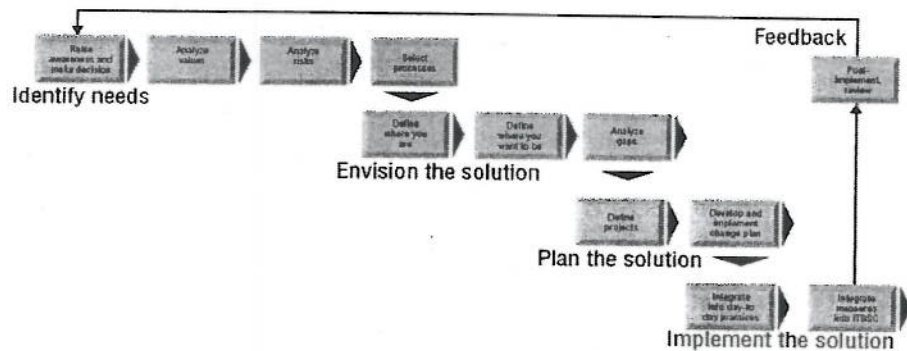 Feedback
Raise
awareness and
make decision
Analyze
values
Analyze
risks
Select
processes
Post-
implement.
review
Identify needs
Define
where you
are
Define
where you
want to be
Analyze
gaps
Envision the solution
Define
projects
Develop and
implement
change plan
Plan the solution
Integrate
into day-to
day practices
Integrate
measures
into ITBSC
Implement the solution